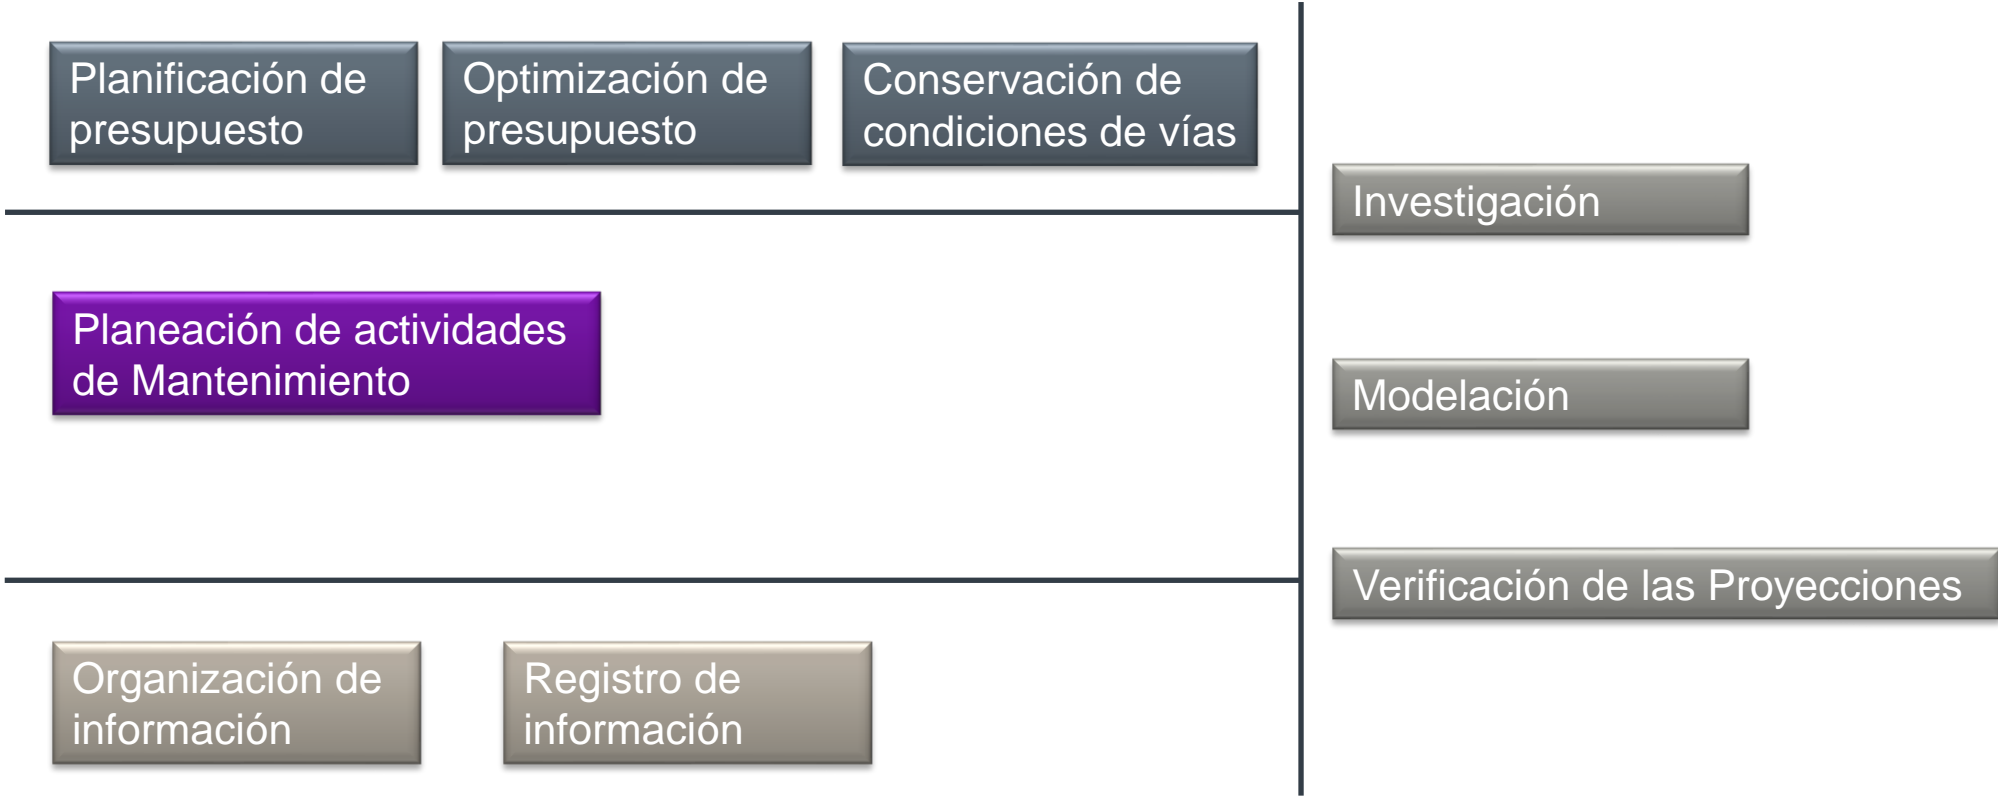 Planificación de
presupuesto
Optimización de
presupuesto
Conservación de
condiciones de vías
Planeación de actividades
de Mantenimiento
Organización de
información
Registro de
información
Investigación
Modelación
Verificación de las Proyecciones